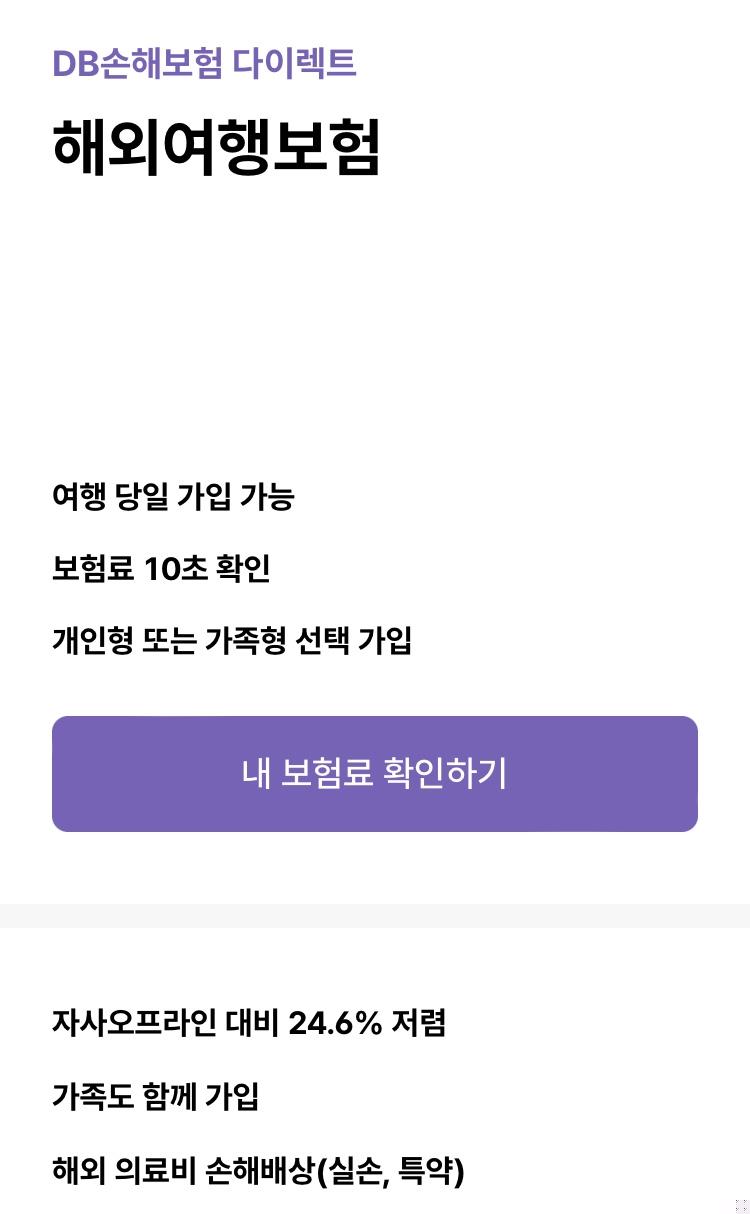 DB손해보험 다이렉트
해외여행보험
여행 당일 가입 가능
보험료 10초 확인
개인형 또는 가족형 선택 가입
내 보험료 확인하기
자사오프라인 대비 24.6% 저렴
가족도 함께 가입
해외 의료비 손해배상(실손, 특약)